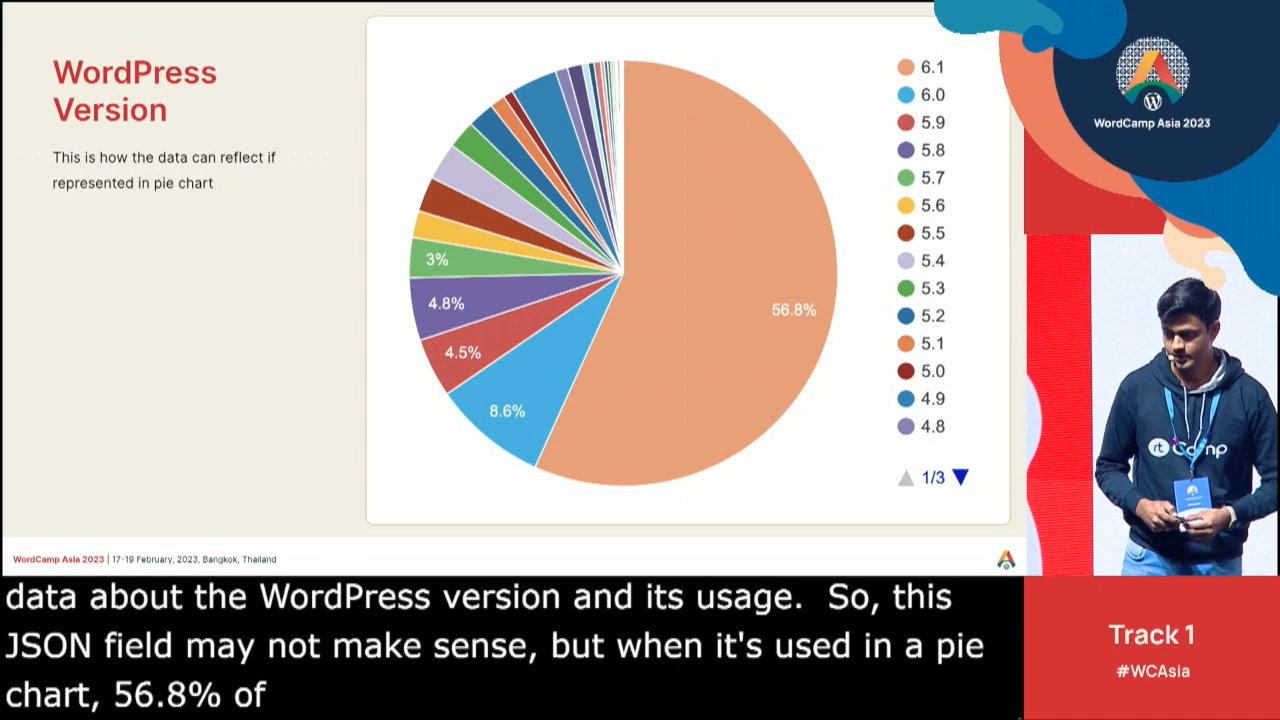 WordPress
Version
This is how the data can reflect if
represented in pie chart
3%
4.8%
4.5%
8.6%
56.8%
6.1
6.0
5.9
5.8
5.7
5.6
5.5
5.4
5.3
5.2
5.1
5.0
4.9
4.8
1/3
WordCamp Asia 2023
rt Camp
WordCamp Asia 2023 | 17-19 February, 2023, Bangkok, Thailand
data about the WordPress version and its usage. So, this
JSON field may not make sense, but when it's used in a pie
chart, 56.8% of
Track 1
#WCAsia